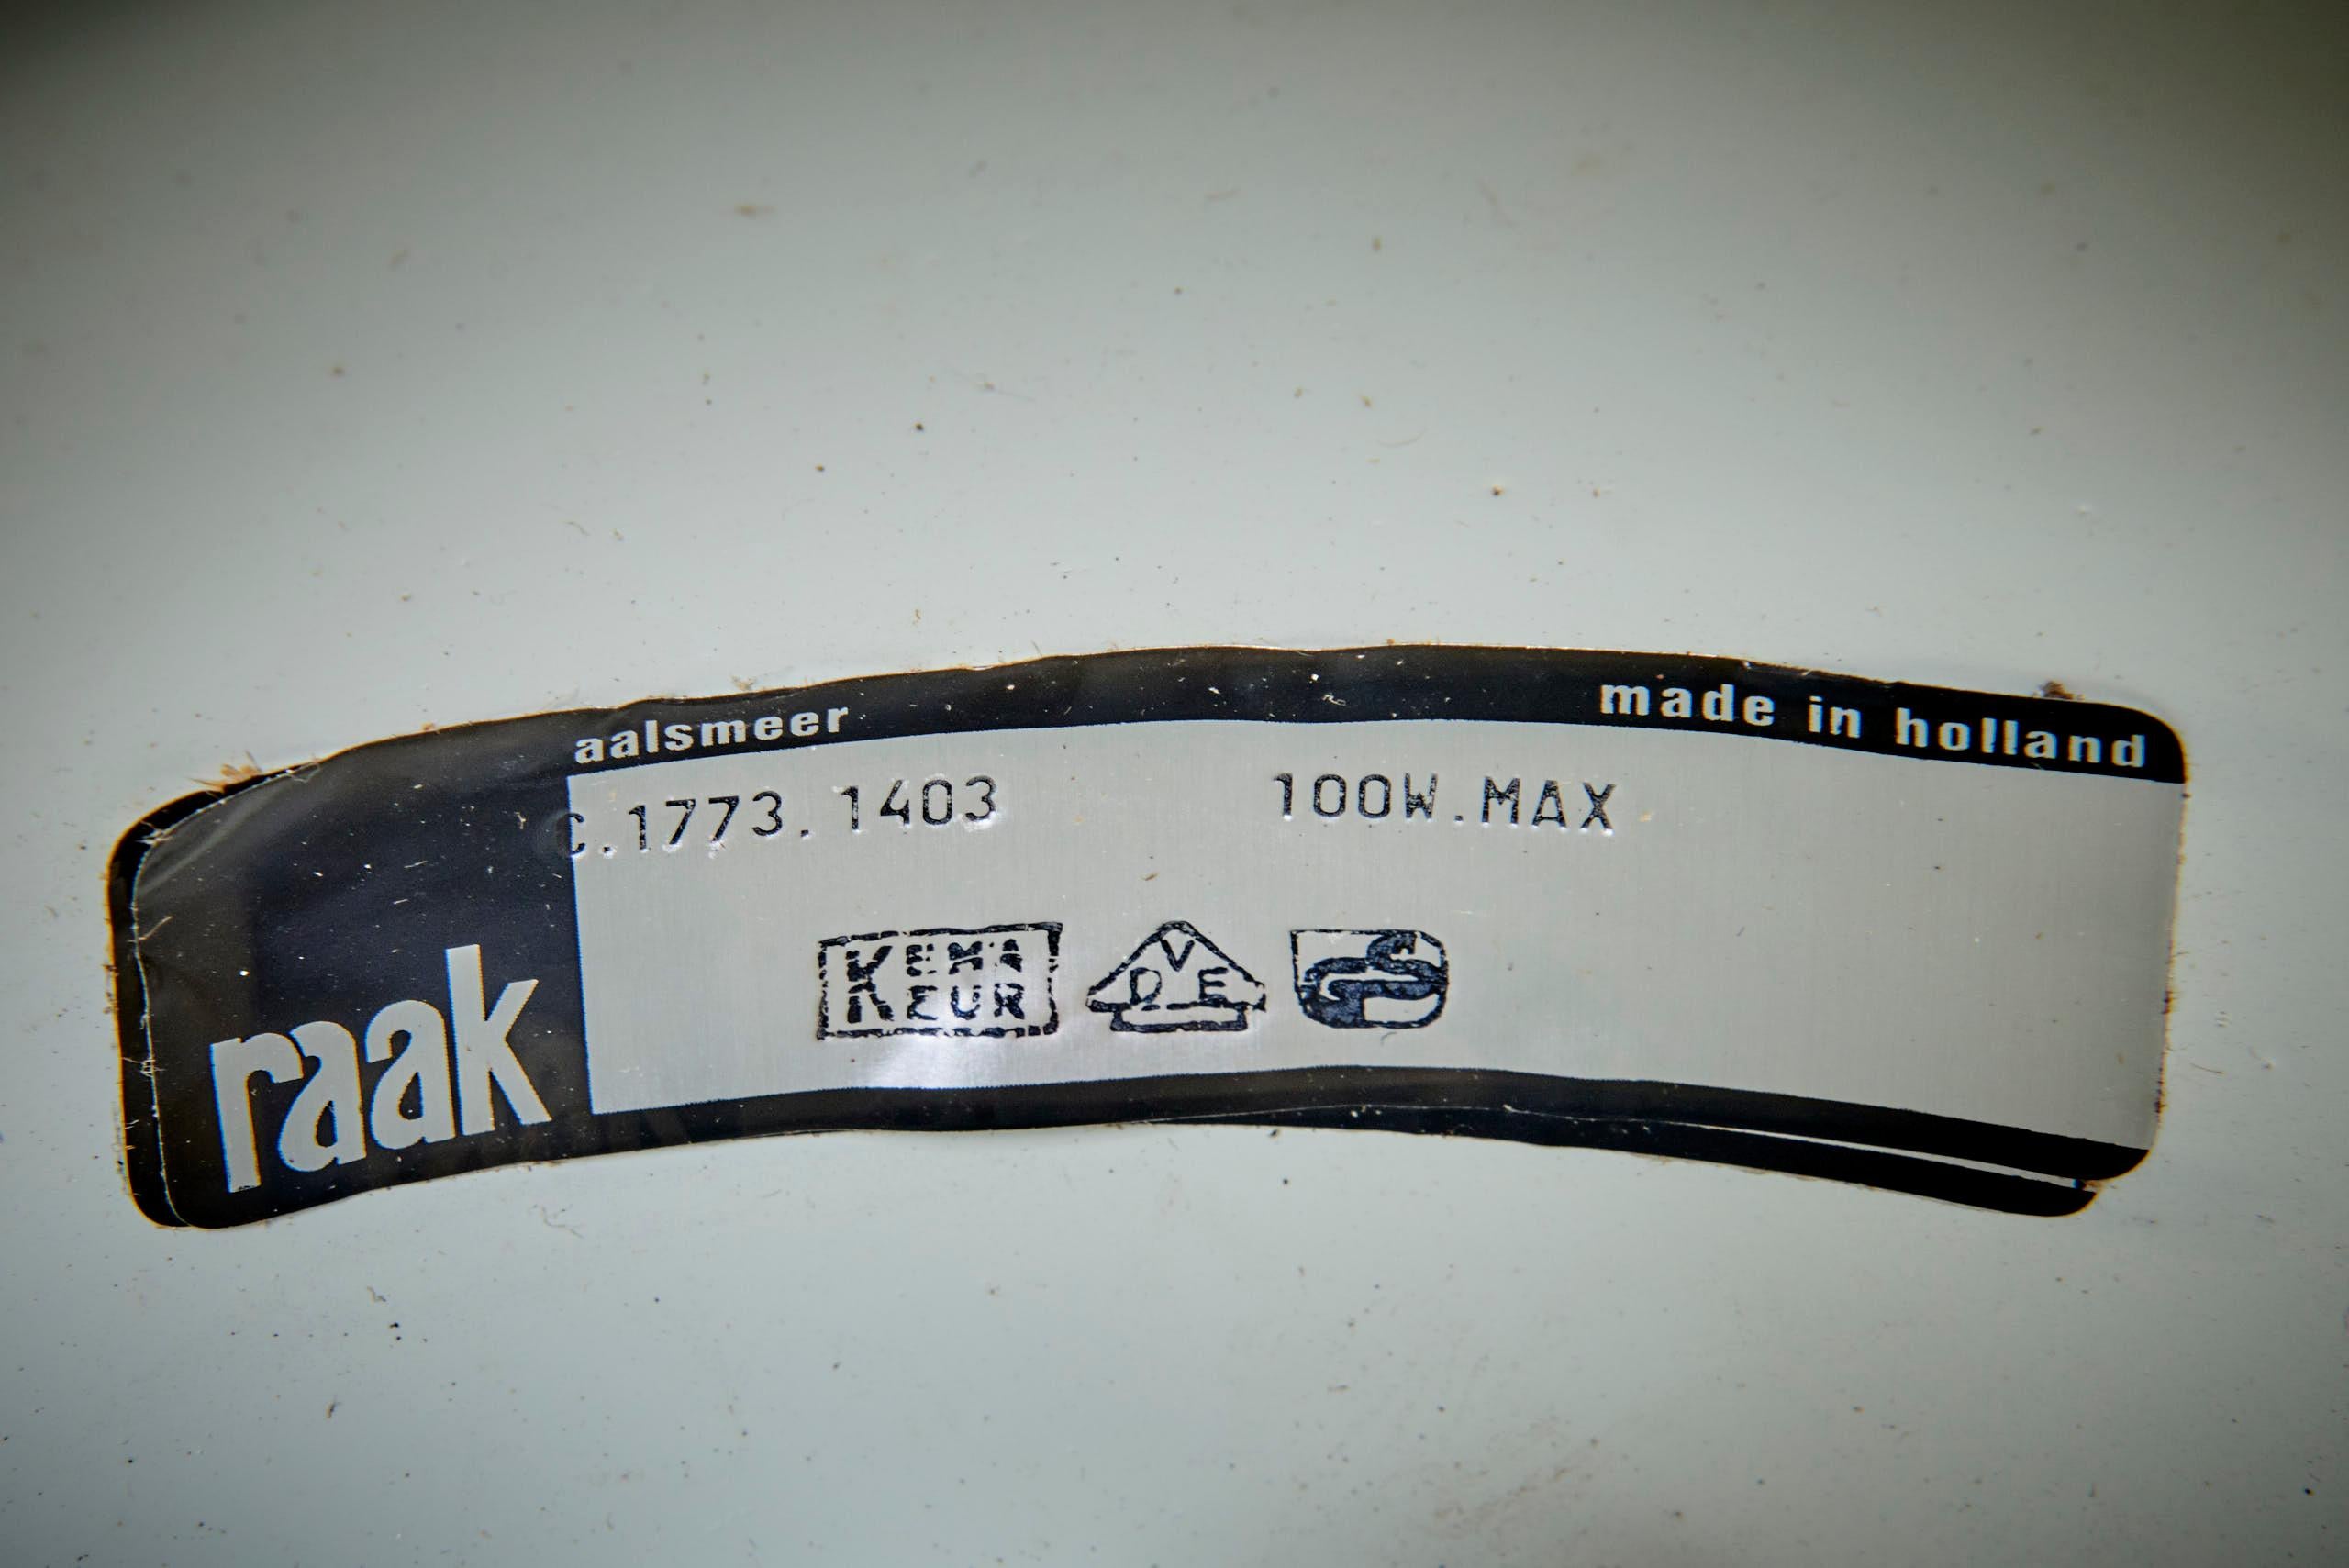 aalsmeer made in holland
C.1773.1403 100W.MAX
KEMA KEUR
VDE
GS
raak